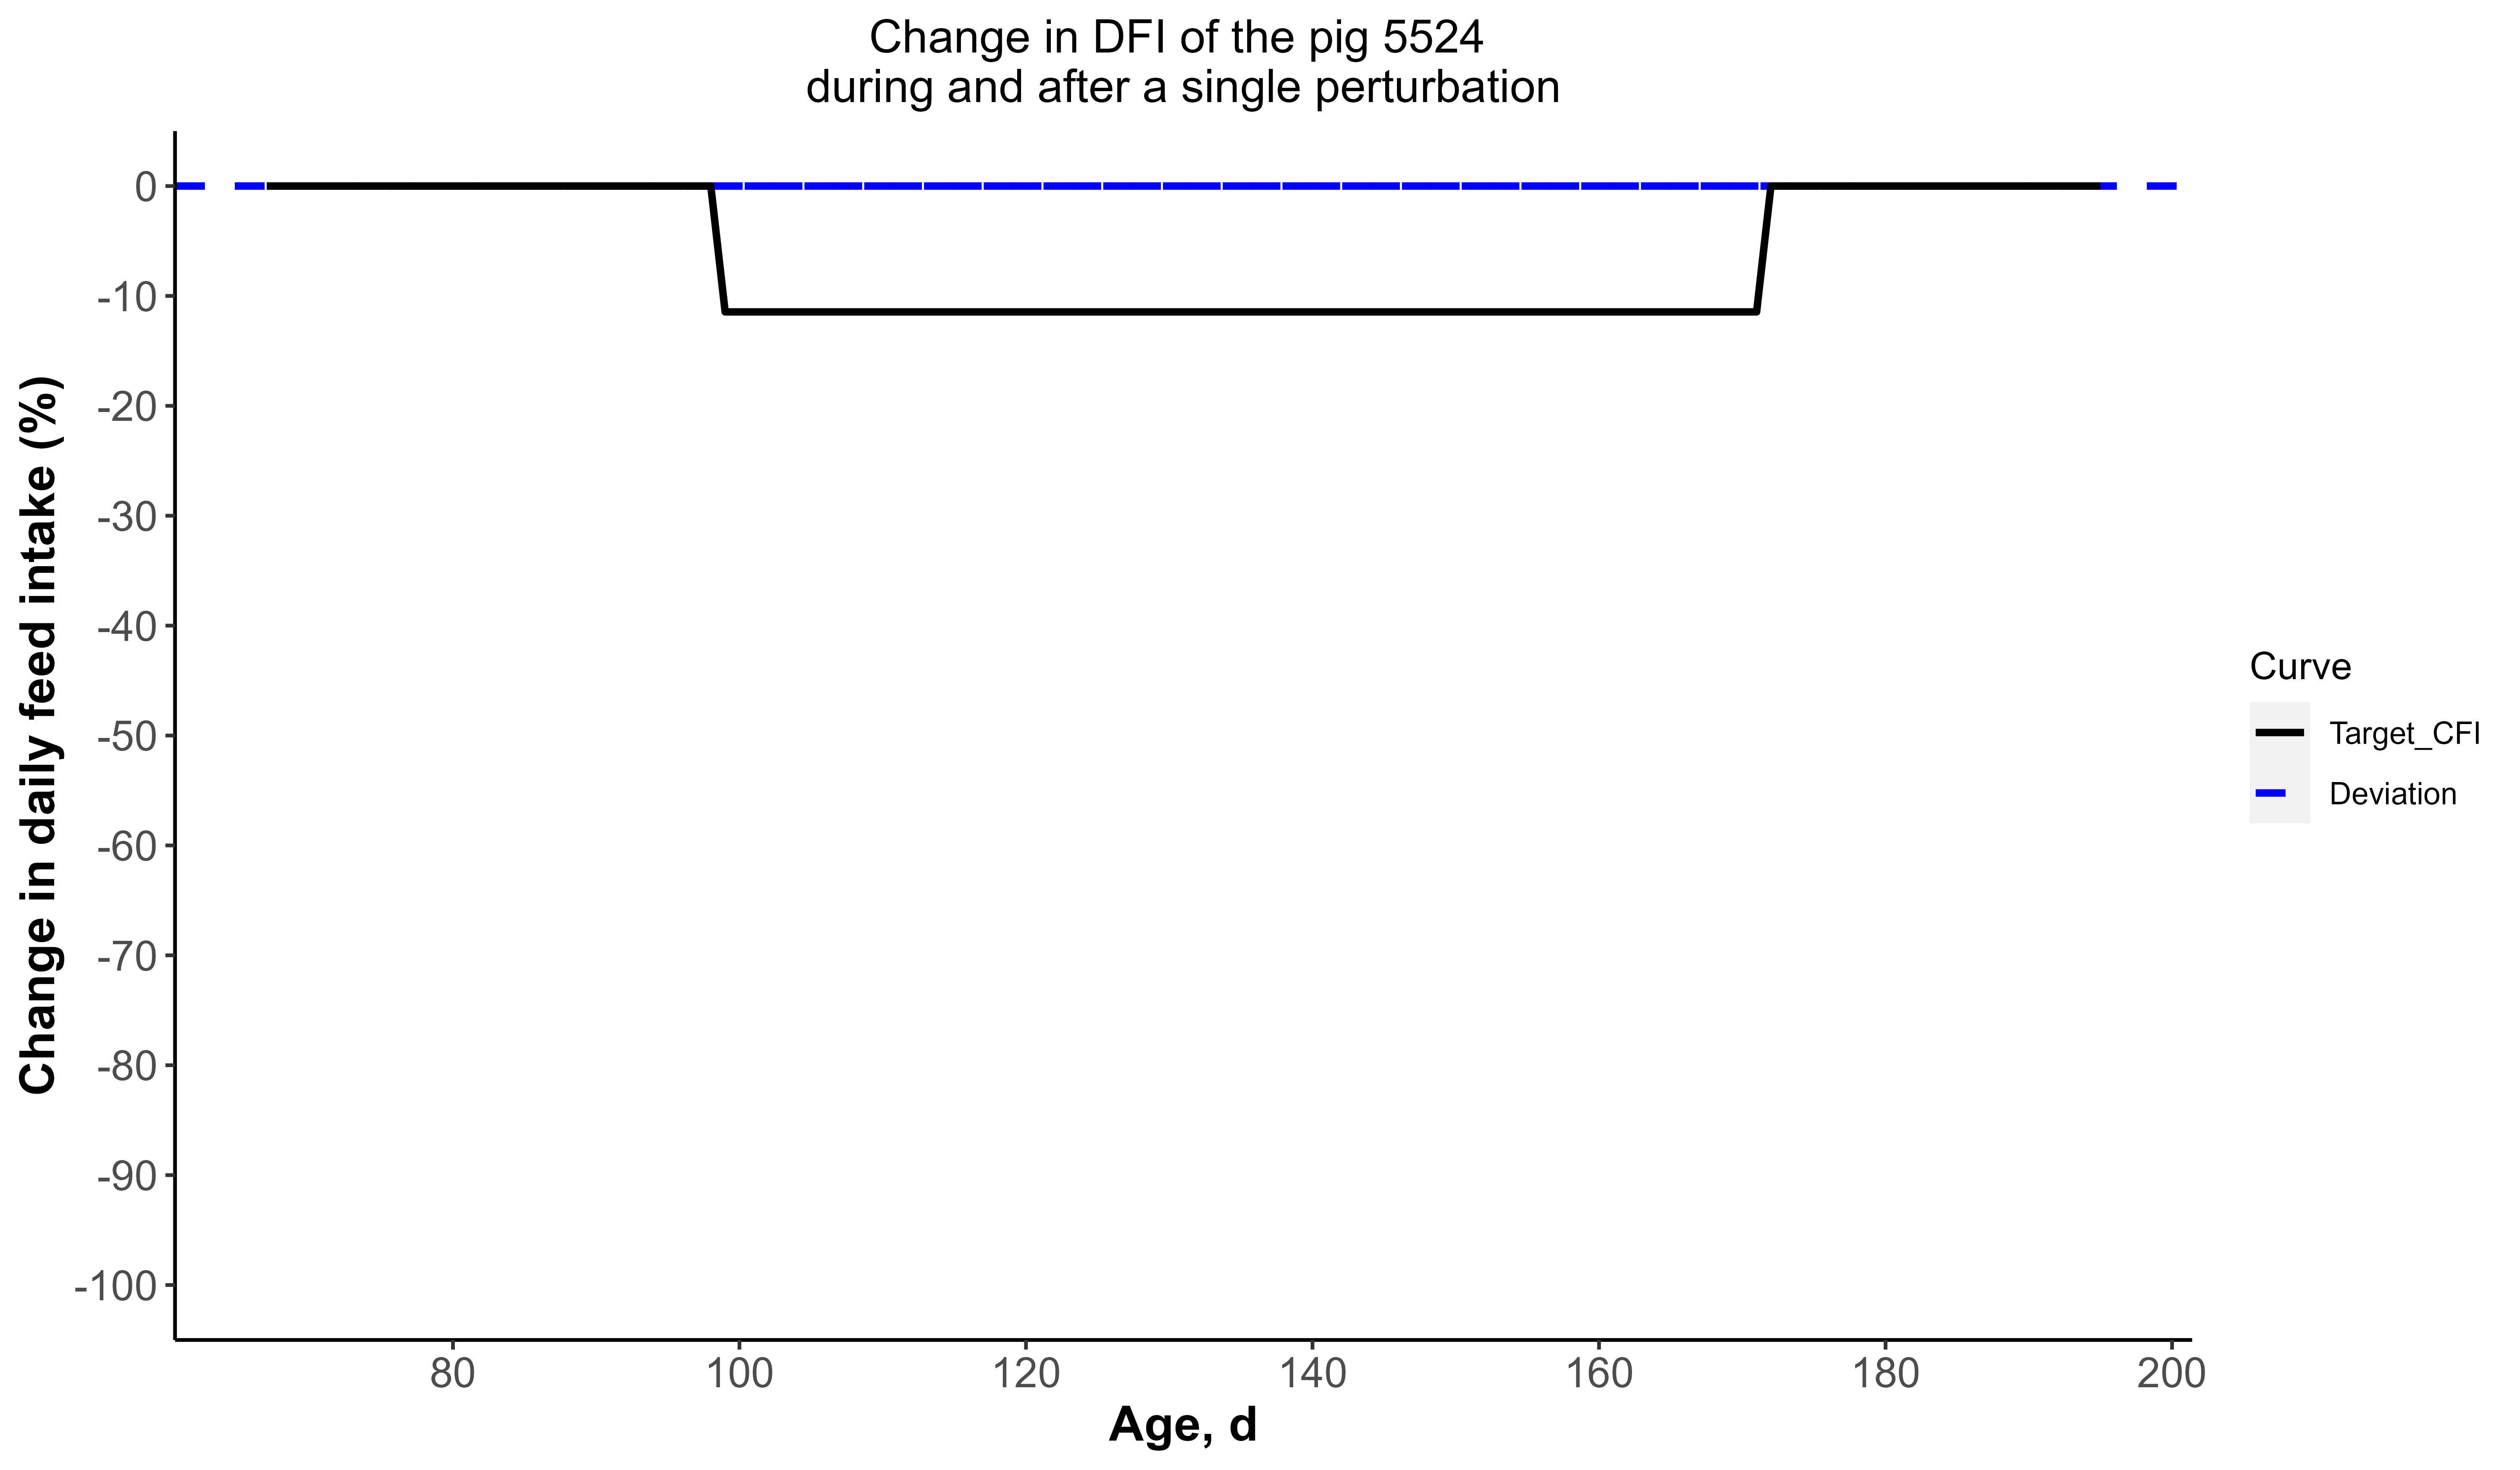 Change in DFI of the pig 5524
during and after a single perturbation
Change in daily feed intake (%)
0
-10
-20
-30
-40
-50
-60
-70
-80
-90
-100
80
100
120
140
160
180
200
Age, d
Curve
Target_CFI
Deviation